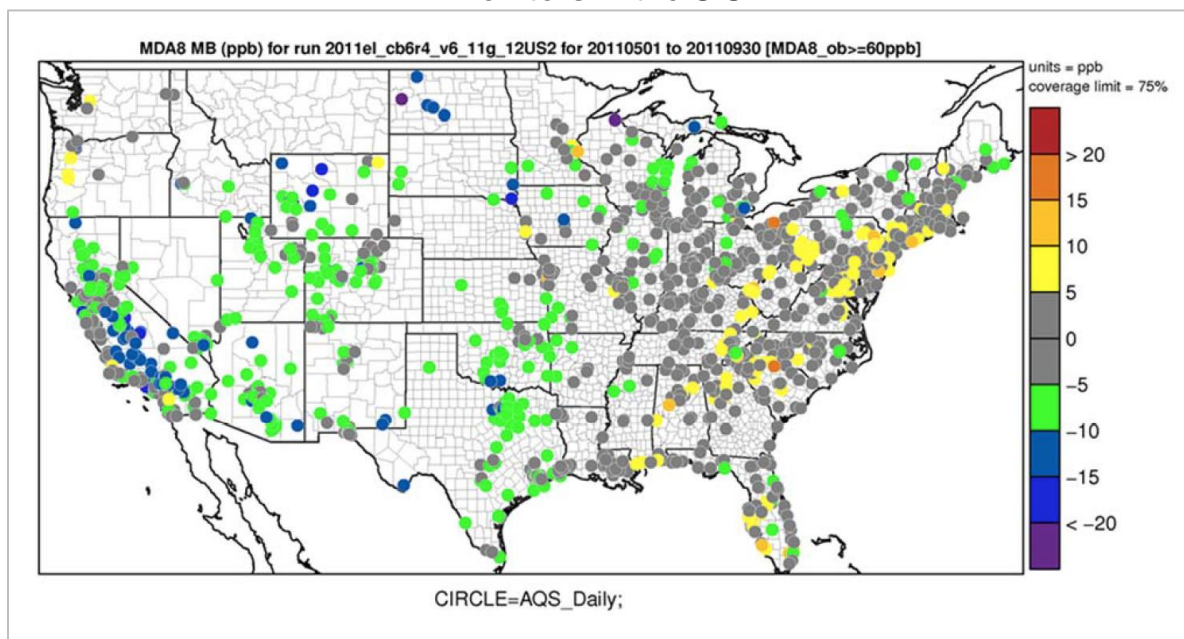 MDA8 MB (ppb) for run 2011el_cb6r4_v6_11g_12US2 for 20110501 to 20110930 [MDA8_ob>=60ppb]
units = ppb
coverage limit = 75%
> 20
15
10
5
0
−5
−10
−15
< −20
CIRCLE=AQS_Daily;